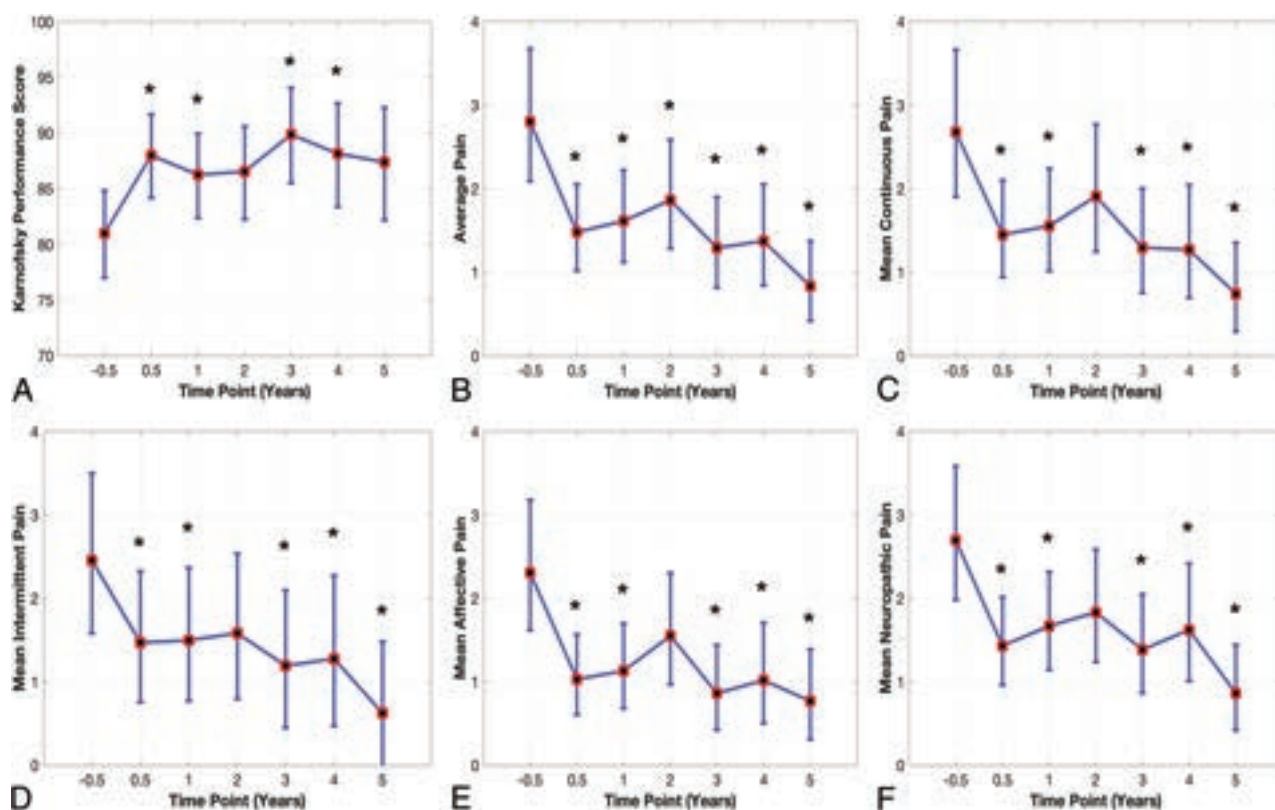 Karnofsky Performance Score
100
95
90
85
80
75
70
-0.5 0.5 1 2 3 4 5
A Time Point (Years)
Average Pain
4
3
2
1
0
-0.5 0.5 1 2 3 4 5
B Time Point (Years)
Mean Continuous Pain
4
3
2
1
0
-0.5 0.5 1 2 3 4 5
C Time Point (Years)
Mean Intermittent Pain
4
3
2
1
0
-0.5 0.5 1 2 3 4 5
D Time Point (Years)
Mean Affective Pain
4
3
2
1
0
-0.5 0.5 1 2 3 4 5
E Time Point (Years)
Mean Neuropathic Pain
4
3
2
1
0
-0.5 0.5 1 2 3 4 5
F Time Point (Years)